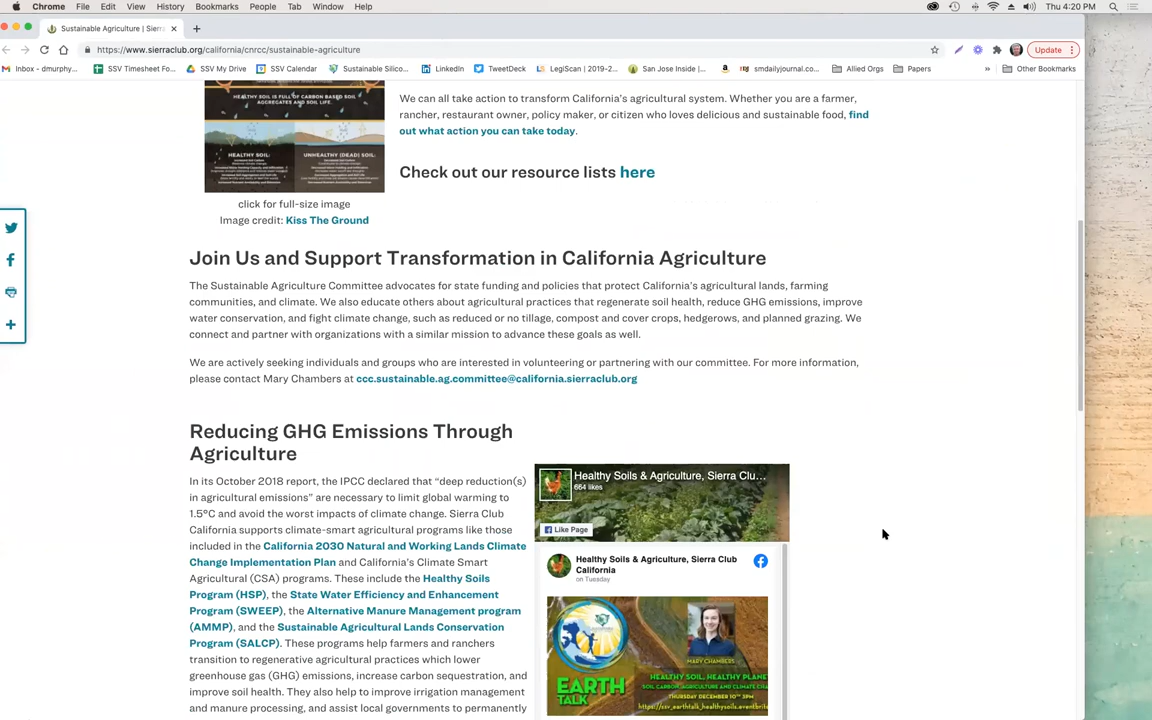 Chrome File Edit View History Bookmarks People Tab Window Help Thu 4:20 PM
Sustainable Agriculture | Sierr
https://www.sierraclub.org/california/cnrcc/sustainable-agriculture Update
Inbox - dmurphy... SSV Timesheet Fo... SSV My Drive SSV Calendar Sustainable Silico... LinkedIn TweetDeck LegiScan | 2019-2... San Jose Inside |... smdailyjournal.co... Allied Orgs Papers » Other Bookmarks
HEALTHY SOIL IS FULL OF CARBON BASED SOIL
AGGREGATES AND SOIL LIFE.
HEALTHY SOIL: UNHEALTHY (DEAD) SOIL:
click for full-size image
Image credit: Kiss The Ground
We can all take action to transform California's agricultural system. Whether you are a farmer,
rancher, restaurant owner, policy maker, or citizen who loves delicious and sustainable food, find
out what action you can take today.
Check out our resource lists here
Join Us and Support Transformation in California Agriculture
The Sustainable Agriculture Committee advocates for state funding and policies that protect California's agricultural lands, farming
communities, and climate. We also educate others about agricultural practices that regenerate soil health, reduce GHG emissions, improve
water conservation, and fight climate change, such as reduced or no tillage, compost and cover crops, hedgerows, and planned grazing. We
connect and partner with organizations with a similar mission to advance these goals as well.
We are actively seeking individuals and groups who are interested in volunteering or partnering with our committee. For more information,
please contact Mary Chambers at ccc.sustainable.ag.committee@california.sierraclub.org
Reducing GHG Emissions Through
Agriculture
In its October 2018 report, the IPCC declared that "deep reduction(s)
in agricultural emissions" are necessary to limit global warming to
1.5°C and avoid the worst impacts of climate change. Sierra Club
California supports climate-smart agricultural programs like those
included in the California 2030 Natural and Working Lands Climate
Change Implementation Plan and California's Climate Smart
Agricultural (CSA) programs. These include the Healthy Soils
Program (HSP), the State Water Efficiency and Enhancement
Program (SWEEP), the Alternative Manure Management program
(AMMP), and the Sustainable Agricultural Lands Conservation
Program (SALCP). These programs help farmers and ranchers
transition to regenerative agricultural practices which lower
greenhouse gas (GHG) emissions, increase carbon sequestration, and
improve soil health. They also help to improve irrigation management
and manure processing, and assist local governments to permanently
Healthy Soils & Agriculture, Sierra Clu...
664 likes
Like Page
Healthy Soils & Agriculture, Sierra Club
California
on Tuesday
MARY CHAMBERS
EARTH
TALK
HEALTHY SOIL, HEALTHY PLANE
SOIL CARBON, AGRICULTURE AND CLIMATE CHA
THURSDAY DECEMBER 10TH 3PM
https://ssv_earthtalk_healthysoils.eventbrite